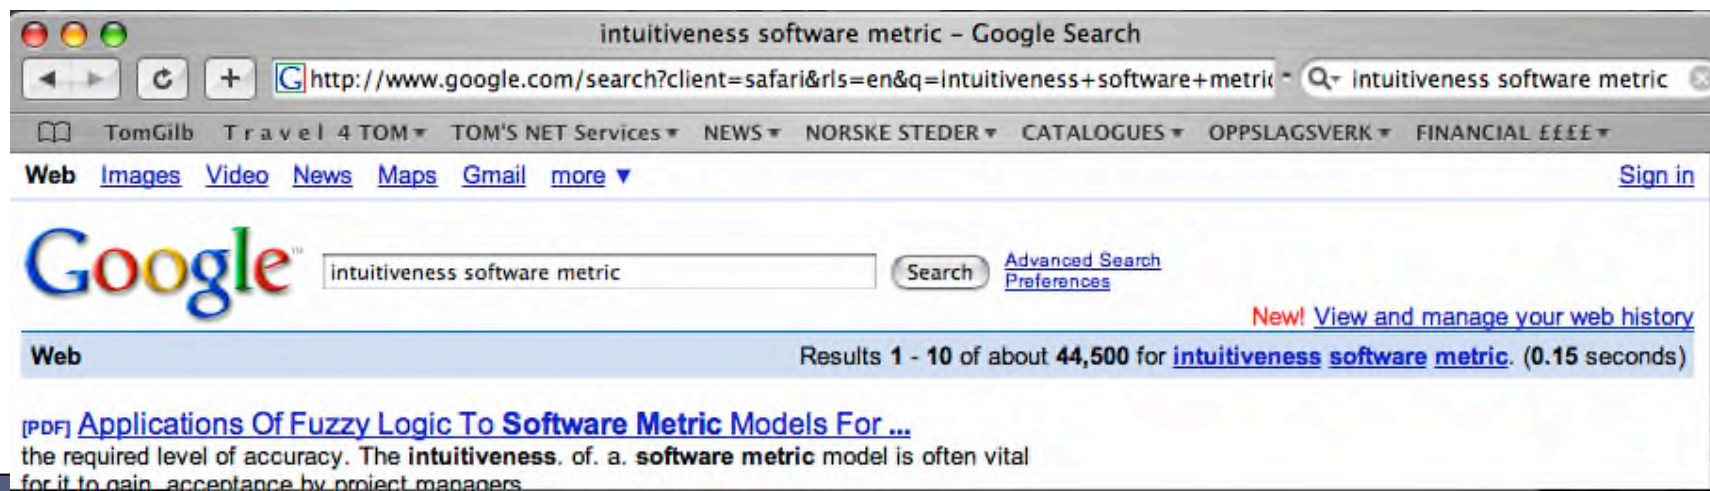 intuitiveness software metric – Google Search
http://www.google.com/search?client=safari&rls=en&q=intuitiveness+software+metric intuitiveness software metric
TomGilb Travel 4 TOM TOM'S NET Services NEWS NORSKE STEDER CATALOGUES OPPSLAGSVERK FINANCIAL ££££
Web Images Video News Maps Gmail more Sign in
Google™ intuitiveness software metric Search Advanced Search
Preferences
New! View and manage your web history
Web Results 1 - 10 of about 44,500 for intuitiveness software metric. (0.15 seconds)
[PDF] Applications Of Fuzzy Logic To Software Metric Models For ...
the required level of accuracy. The intuitiveness. of. a. software metric model is often vital
for it to gain. acceptance by project managers